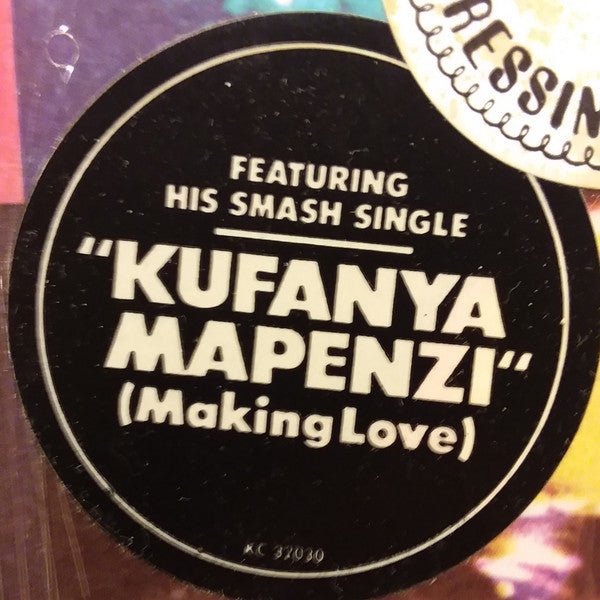 RESSIN
FEATURING
HIS SMASH SINGLE
"KUFANYA
MAPENZI"
(Making Love)
KC 32030